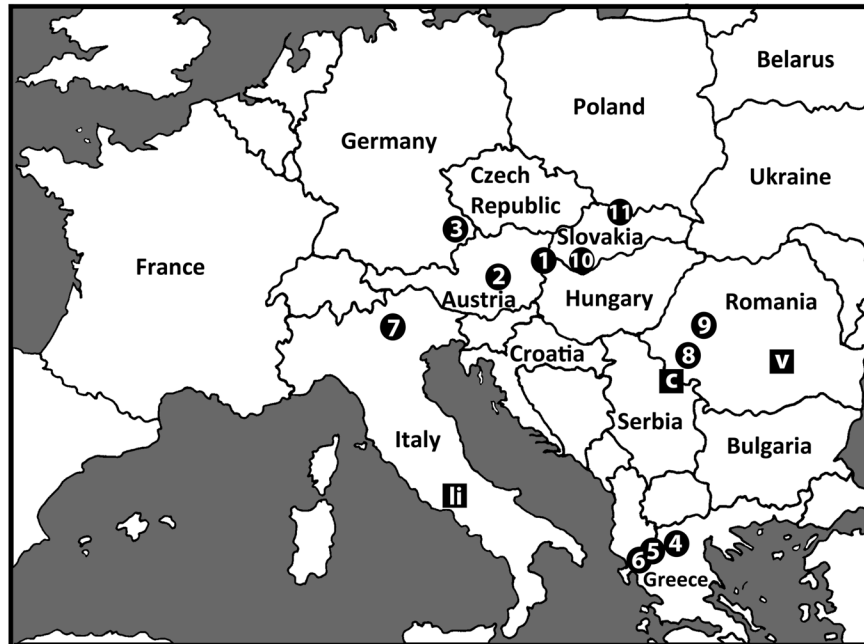 Belarus
Poland
Germany
Czech
Republic
Ukraine
11
3
Slovakia
1
10
France
2
Austria
Hungary
Romania
7
9
Croatia
8
V
C
Serbia
Italy
Bulgaria
li
4
5
6
Greece